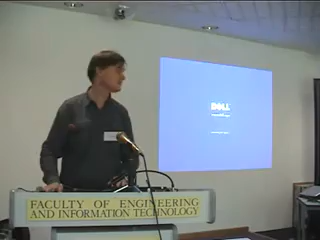 DELL
FACULTY OF ENGINEERING
AND INFORMATION TECHNOLOGY